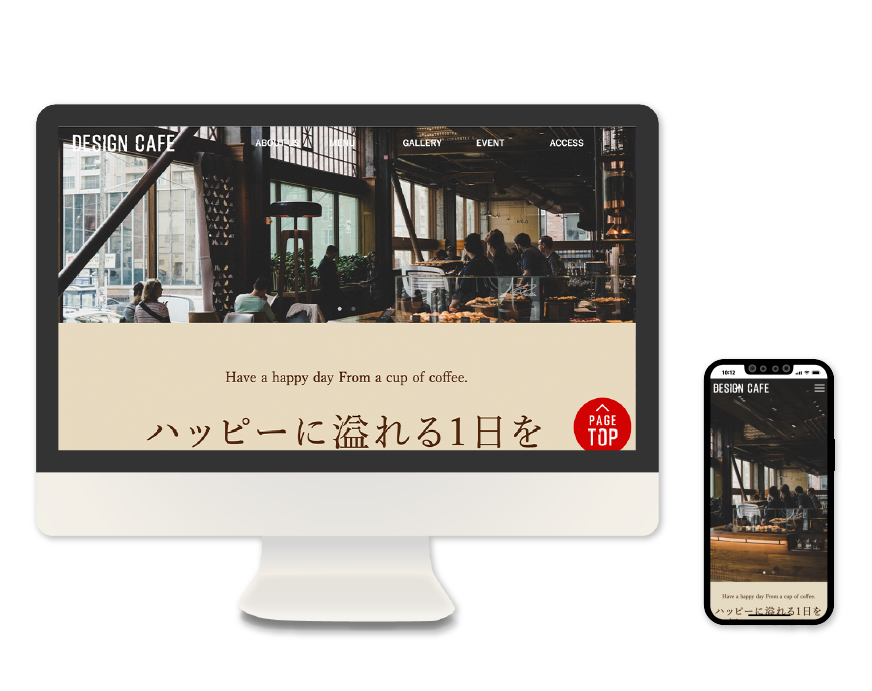 DESIGN CAFE
ABOUT US MENU GALLERY EVENT ACCESS
Have a happy day From a cup of coffee.
ハッピーに溢れる1日を
PAGE
TOP
10:12
DESIGN CAFE
Have a happy day From a cup of coffee.
ハッピーに溢れる1日を